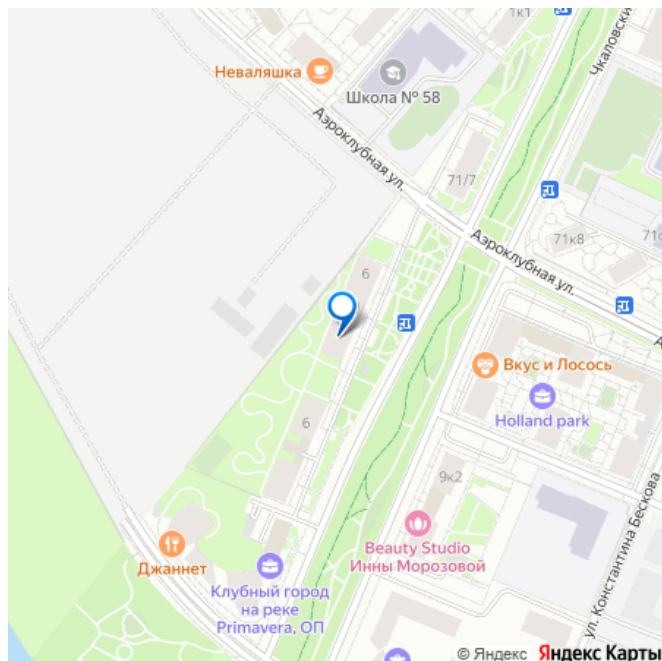 1к1
Чкаловский
Неваляшка
Школа № 58
Аэроклубная ул.
71/7
Аэроклубная ул.
71к8
6
Вкус и Лосось
Holland park
6
9к2
ул. Константина Бескова
Beauty Studio
Инны Морозовой
Джаннет
Клубный город
на реке
Primavera, ОП
© Яндекс Яндекс Карты